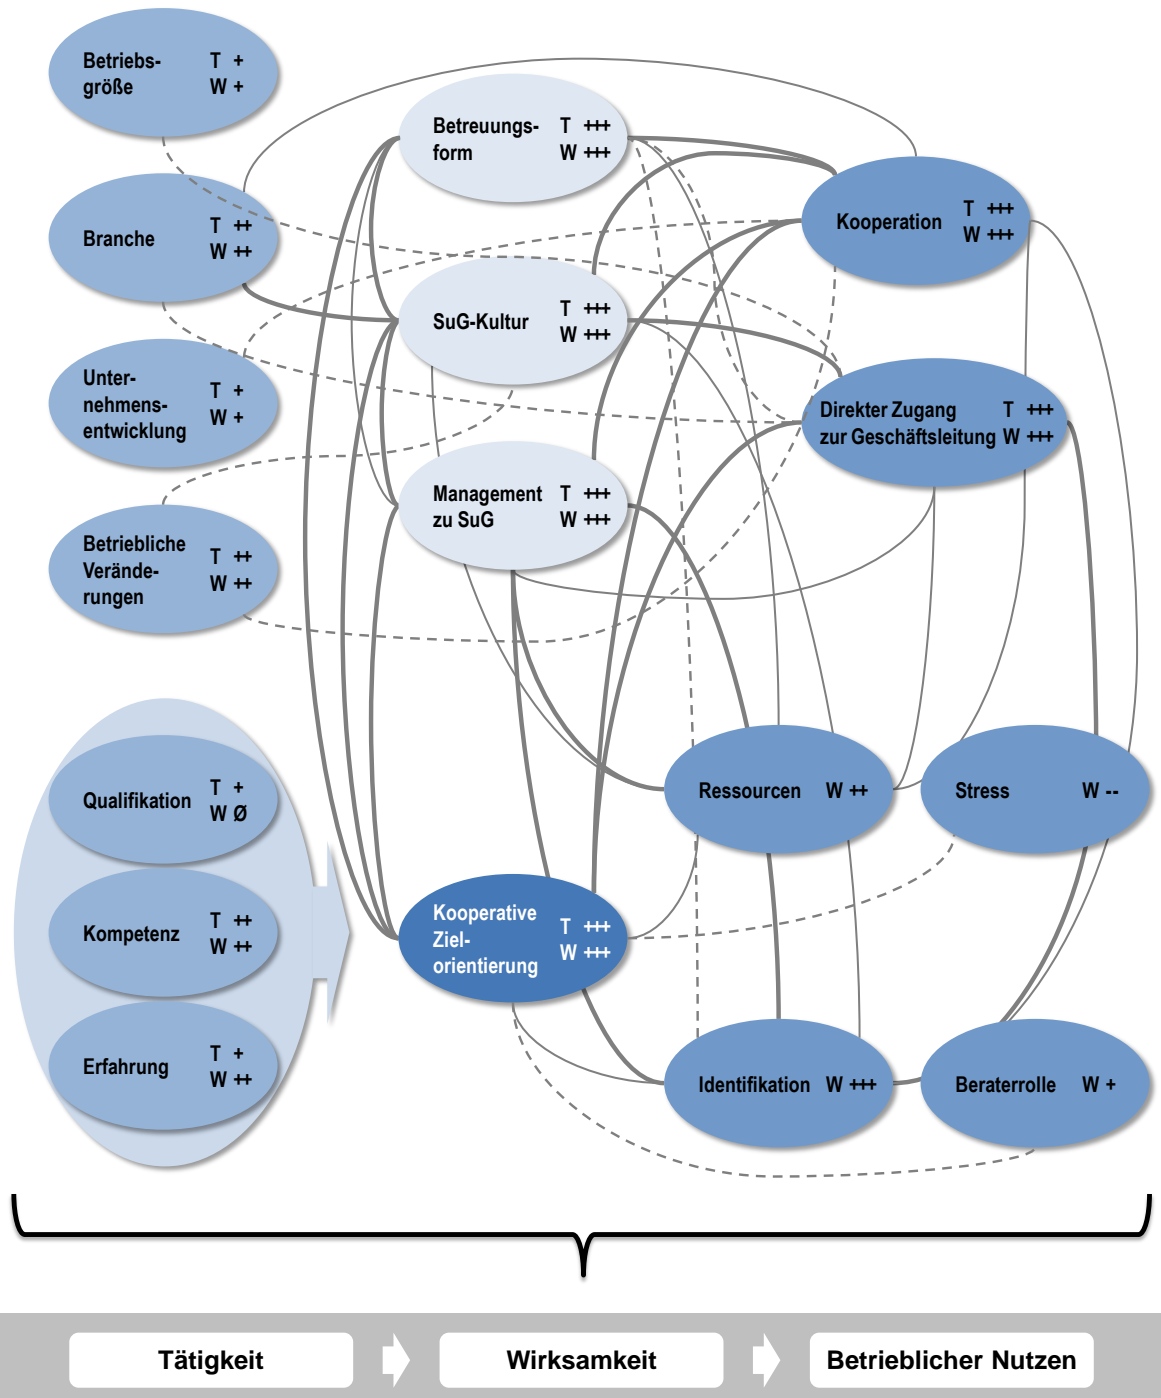 Betriebs-
größe
T +
W +
Branche
T ++
W ++
Unter-
nehmens-
entwicklung
T +
W +
Betriebliche
Verände-
rungen
T ++
W ++
Qualifikation
T +
W Ø
Kompetenz
T ++
W ++
Erfahrung
T +
W ++
Betreuungs-
form
T +++
W +++
SuG-Kultur
T +++
W +++
Management
zu SuG
T +++
W +++
Kooperative
Ziel-
orientierung
T +++
W +++
Kooperation
T +++
W +++
Direkter Zugang
zur Geschäftsleitung
T +++
W +++
Ressourcen W ++
Stress W --
Identifikation W +++
Beraterrolle W +
Tätigkeit
Wirksamkeit
Betrieblicher Nutzen